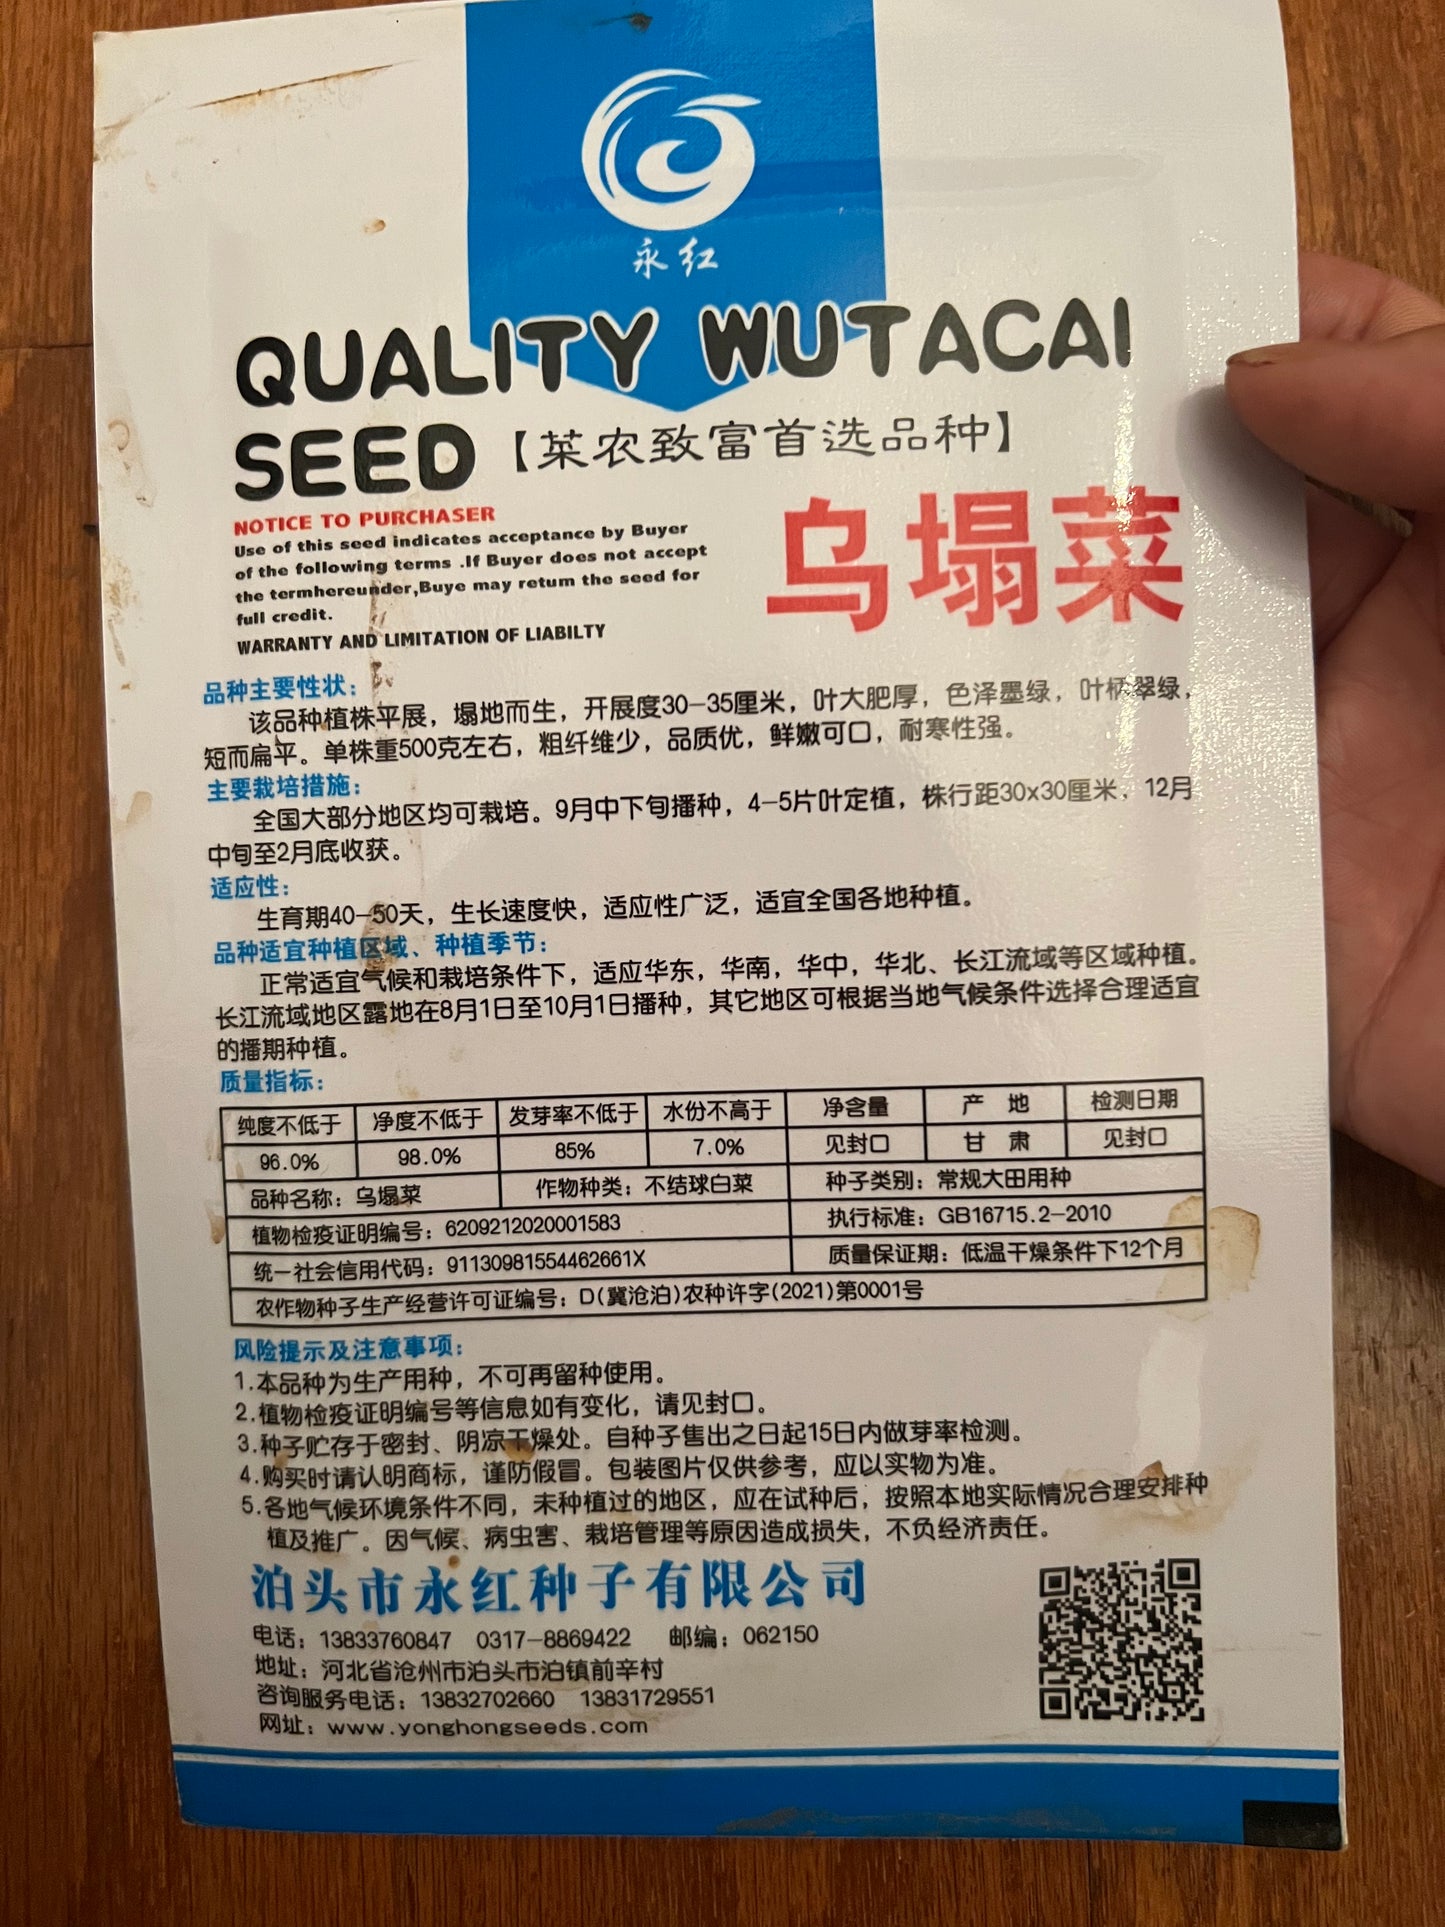 永红
QUALITY WUTACAI
SEED【菜农致富首选品种】
NOTICE TO PURCHASER
Use of this seed indicates acceptance by Buyer
of the following terms .If Buyer does not accept
the termhereunder,Buye may retum the seed for
full credit.
WARRANTY AND LIMITATION OF LIABILTY
乌塌菜
品种主要性状：
该品种植株平展，塌地而生，开展度30-35厘米，叶大肥厚，色泽墨绿，叶柄翠绿，
短而扁平。单株重500克左右，粗纤维少，品质优，鲜嫩可口，耐寒性强。
主要栽培措施：
全国大部分地区均可栽培。9月中下旬播种，4-5片叶定植，株行距30x30厘米，12月
中旬至2月底收获。
适应性：
生育期40-50天，生长速度快，适应性广泛，适宜全国各地种植。
品种适宜种植区域、种植季节：
正常适宜气候和栽培条件下，适应华东，华南，华中，华北、长江流域等区域种植。
长江流域地区露地在8月1日至10月1日播种，其它地区可根据当地气候条件选择合理适宜
的播期种植。
质量指标：
纯度不低于 净度不低于 发芽率不低于 水份不高于 净含量 产 地 检测日期
96.0% 98.0% 85% 7.0% 见封口 甘 肃 见封口
品种名称：乌塌菜 作物种类：不结球白菜 种子类别：常规大田用种
植物检疫证明编号：6209212020001583 执行标准：GB16715.2-2010
统一社会信用代码：91130981554462661X 质量保证期：低温干燥条件下12个月
农作物种子生产经营许可证编号：D(冀沧泊)农种许字(2021)第0001号
风险提示及注意事项：
1.本品种为生产用种，不可再留种使用。
2.植物检疫证明编号等信息如有变化，请见封口。
3.种子贮存于密封、阴凉干燥处。自种子售出之日起15日内做芽率检测。
4.购买时请认明商标，谨防假冒。包装图片仅供参考，应以实物为准。
5.各地气候环境条件不同，未种植过的地区，应在试种后，按照本地实际情况合理安排种
植及推广。因气候、病虫害、栽培管理等原因造成损失，不负经济责任。
泊头市永红种子有限公司
电话：13833760847 0317-8869422 邮编：062150
地址：河北省沧州市泊头市泊镇前辛村
咨询服务电话：13832702660 13831729551
网址：www.yonghongseeds.com